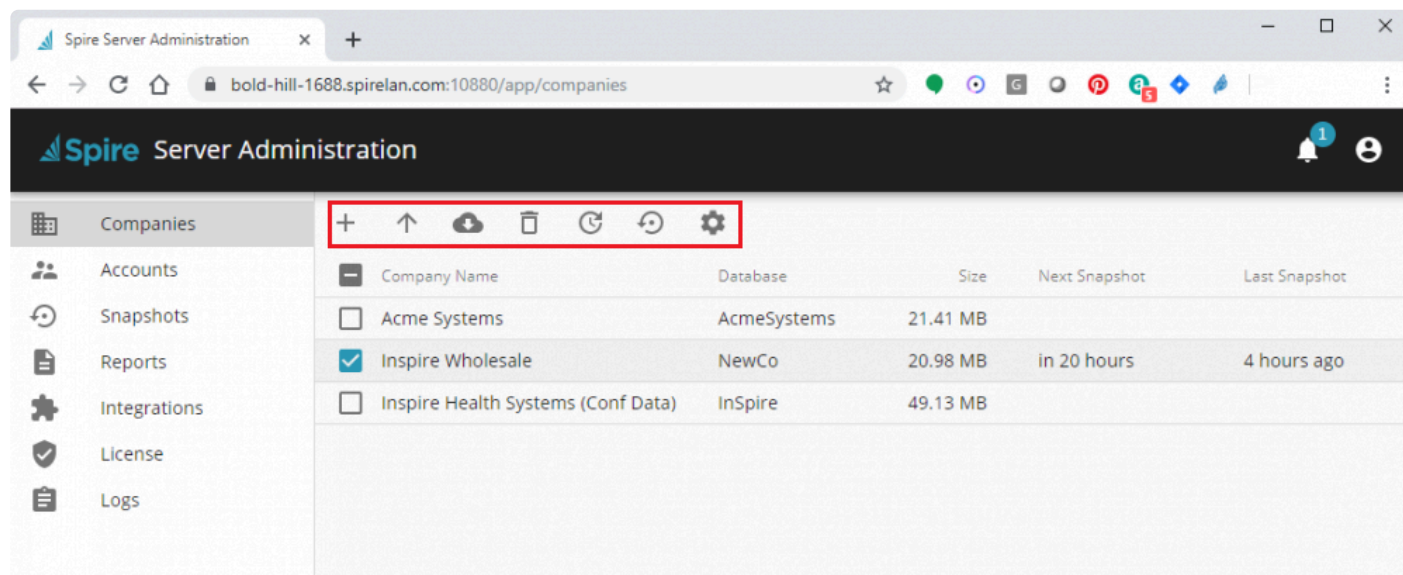 Spire Server Administration
bold-hill-1688.spirelan.com:10880/app/companies
G
a
5
Spire Server Administration
1
Companies
Accounts
Snapshots
Reports
Integrations
License
Logs
Company Name Database Size Next Snapshot Last Snapshot
Acme Systems AcmeSystems 21.41 MB
Inspire Wholesale NewCo 20.98 MB in 20 hours 4 hours ago
Inspire Health Systems (Conf Data) InSpire 49.13 MB